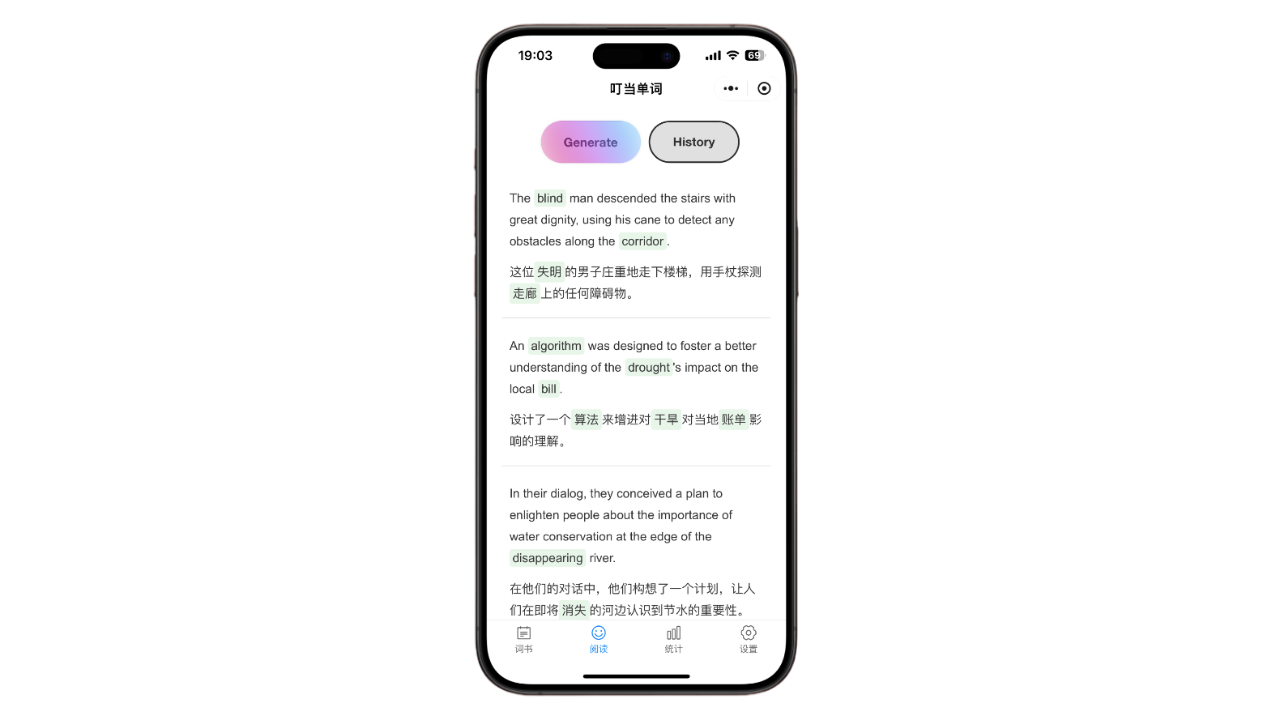 19:03
69
叮当单词
Generate
History
The blind man descended the stairs with
great dignity, using his cane to detect any
obstacles along the corridor.
这位 失明 的男子庄重地走下楼梯，用手杖探测
走廊 上的任何障碍物。
An algorithm was designed to foster a better
understanding of the drought's impact on the
local bill.
设计了一个 算法 来增进对 干旱 对当地 账单 影
响的理解。
In their dialog, they conceived a plan to
enlighten people about the importance of
water conservation at the edge of the
disappearing river.
在他们的对话中，他们构想了一个计划，让人
们在即将 消失 的河边认识到节水的重要性。
词书
阅读
统计
设置